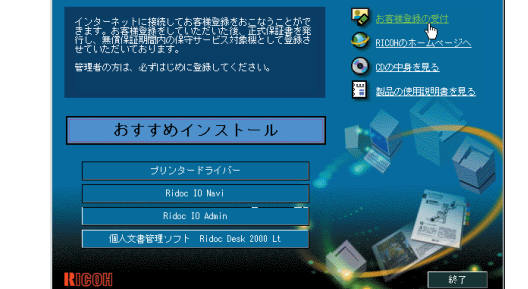 インターネットに接続してお客様登録をおこなうことがで
きます。お客様登録をしていただいた後、正式保証書を発
行し、無償保証期間内の保守サービス対象機として登録さ
せていただいております。
管理者の方は、必ずはじめに登録してください。
お客様登録の受付
RICOHのホームページへ
CDの中身を見る
製品の使用説明書を見る
おすすめインストール
プリンタードライバー
Ridoc IO Navi
Ridoc IO Admin
個人文書管理ソフト Ridoc Desk 2000 Lt
RICOH
終了